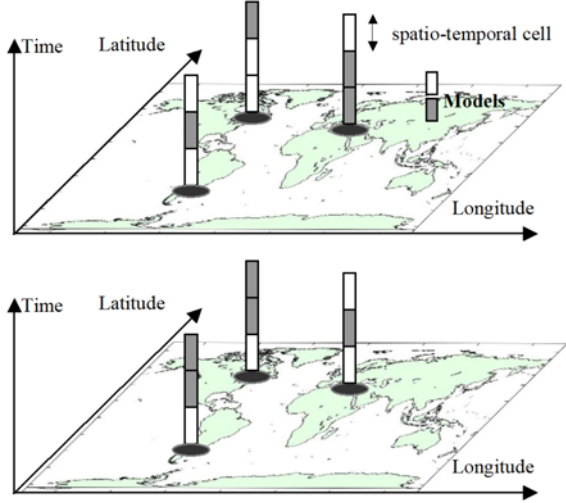 Time
Latitude
spatio-temporal cell
Models
Longitude
Time
Latitude
Longitude